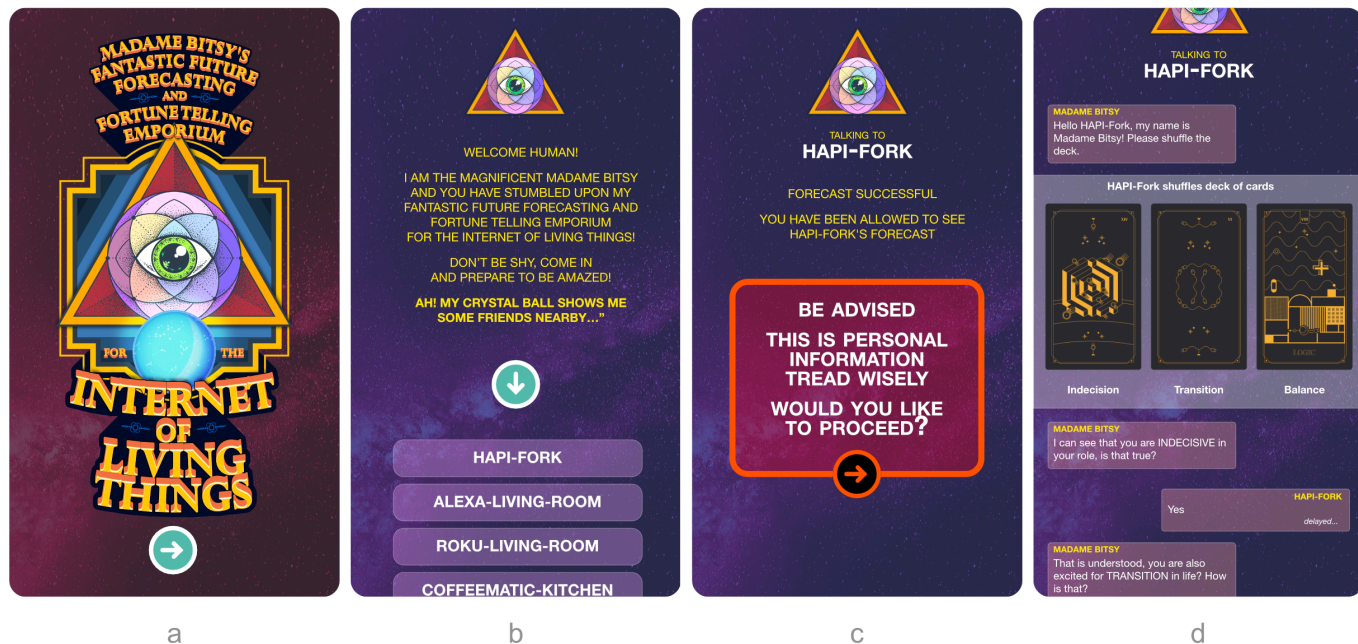 MADAME BITSY'S
FANTASTIC FUTURE
FORECASTING
AND
FORTUNE TELLING
EMPORIUM
FOR THE
INTERNET
OF
LIVING
THINGS
a
WELCOME HUMAN!
I AM THE MAGNIFICENT MADAME BITSY
AND YOU HAVE STUMBLED UPON MY
FANTASTIC FUTURE FORECASTING AND
FORTUNE TELLING EMPORIUM
FOR THE INTERNET OF LIVING THINGS!
DON'T BE SHY, COME IN
AND PREPARE TO BE AMAZED!
AH! MY CRYSTAL BALL SHOWS ME
SOME FRIENDS NEARBY..."
HAPI-FORK
ALEXA-LIVING-ROOM
ROKU-LIVING-ROOM
COFFEEMATIC-KITCHEN
b
TALKING TO
HAPI-FORK
FORECAST SUCCESSFUL
YOU HAVE BEEN ALLOWED TO SEE
HAPI-FORK'S FORECAST
BE ADVISED
THIS IS PERSONAL
INFORMATION
TREAD WISELY
WOULD YOU LIKE
TO PROCEED?
c
TALKING TO
HAPI-FORK
MADAME BITSY
Hello HAPI-Fork, my name is
Madame Bitsy! Please shuffle the
deck.
HAPI-Fork shuffles deck of cards
VI
VIII
LOGIC
Indecision
Transition
Balance
MADAME BITSY
I can see that you are INDECISIVE in
your role, is that true?
HAPI-FORK
Yes
delayed...
MADAME BITSY
That is understood, you are also
excited for TRANSITION in life? How
is that?
d